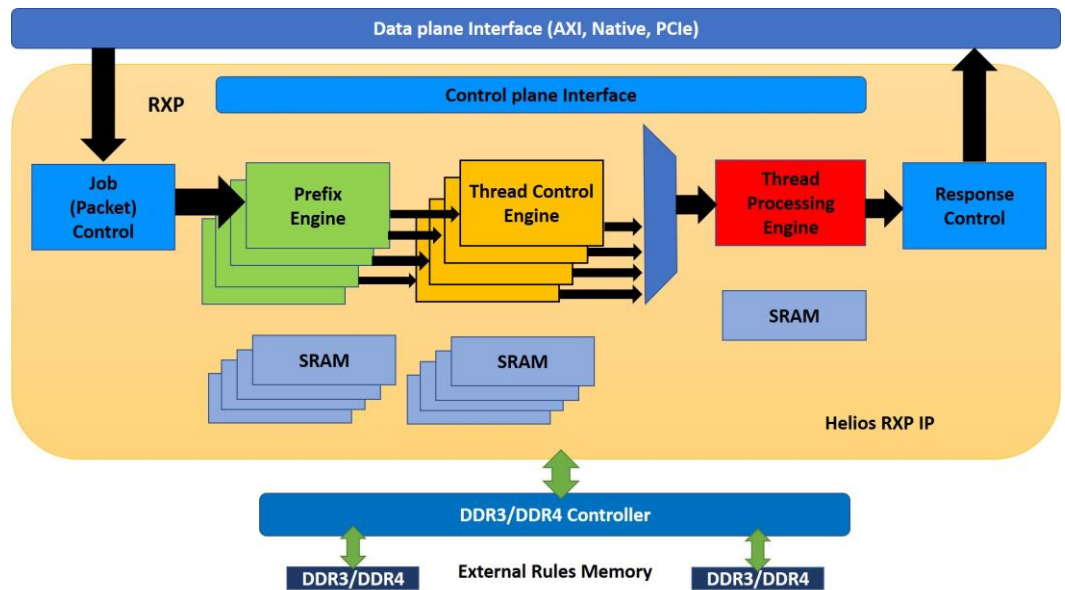 Data plane Interface (AXI, Native, PCIe)
RXP
Control plane Interface
Job
(Packet)
Control
Prefix
Engine
Thread Control
Engine
Thread
Processing
Engine
Response
Control
SRAM
SRAM
SRAM
Helios RXP IP
DDR3/DDR4 Controller
DDR3/DDR4
External Rules Memory
DDR3/DDR4